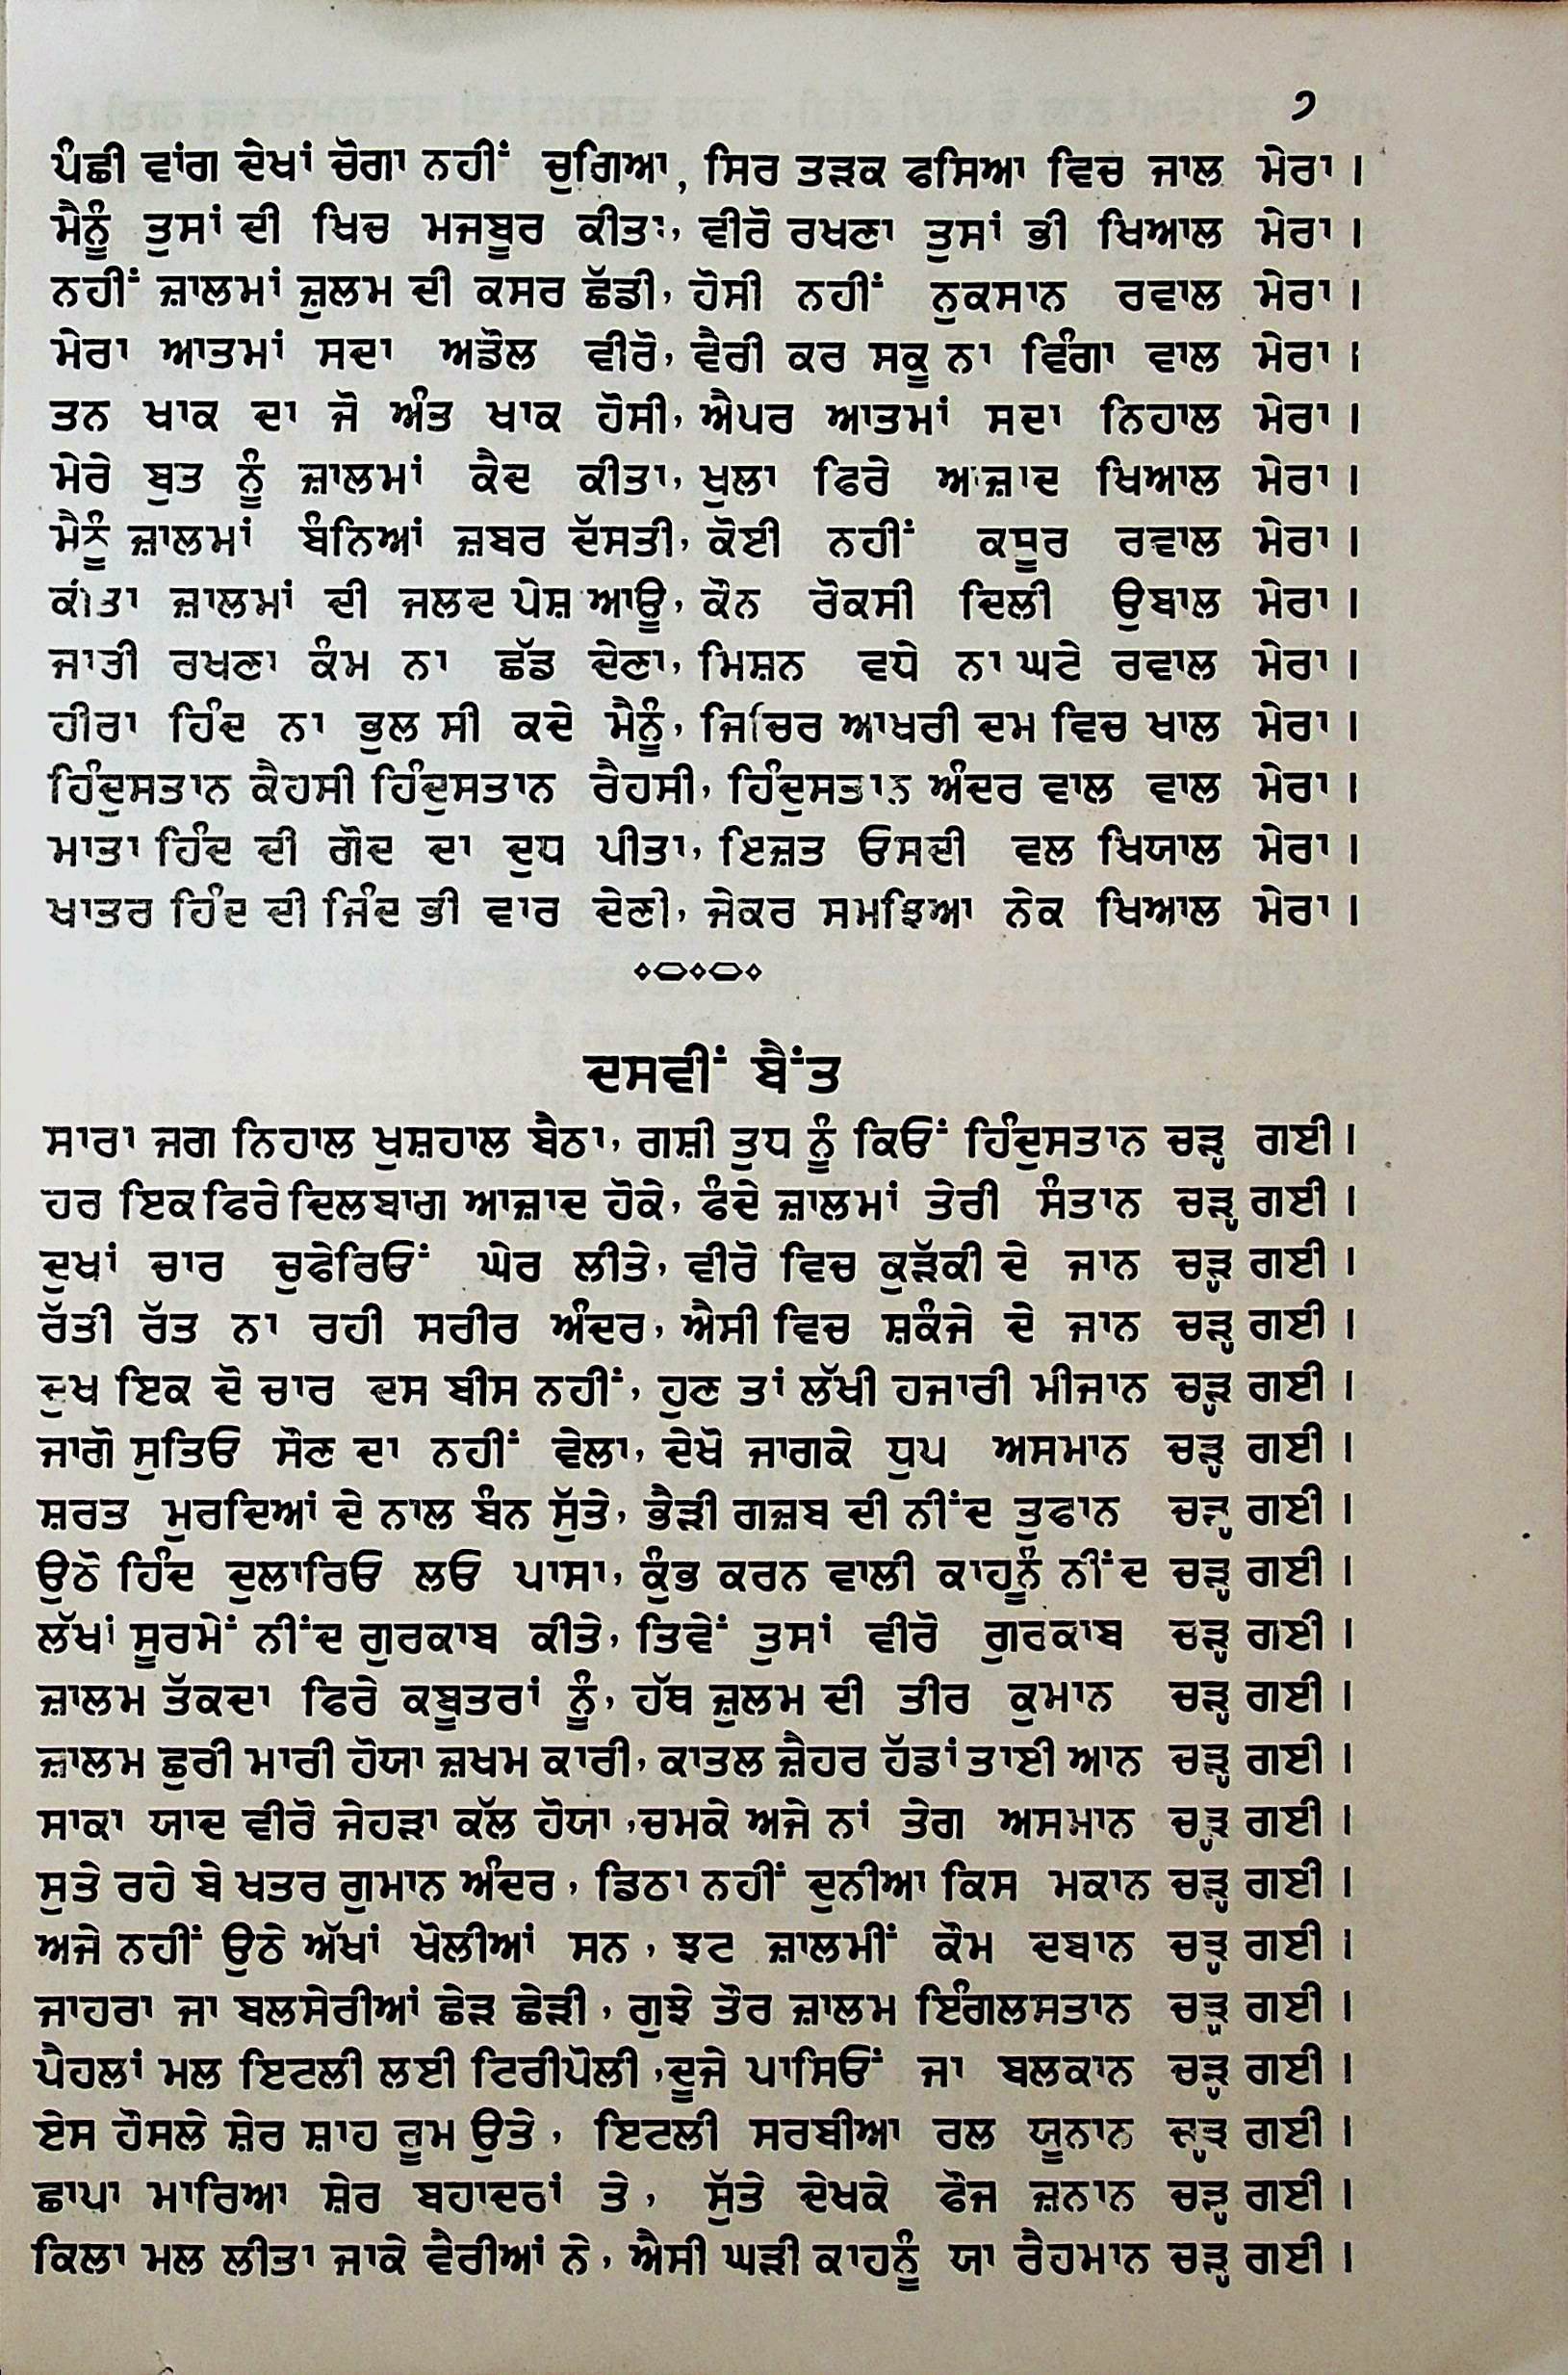 ੭
ਪੰਛੀ ਵਾਂਗ ਦੇਖਾਂ ਚੋਗਾ ਨਹੀਂ ਚੁਗਿਆ, ਸਿਰ ਤੜਕ ਫਸਿਆ ਵਿਚ ਜਾਲ ਮੇਰਾ ।
ਮੈਨੂੰ ਤੁਸਾਂ ਦੀ ਖਿਚ ਮਜਬੂਰ ਕੀਤਾ, ਵੀਰੋ ਰਖਣਾ ਤੁਸਾਂ ਭੀ ਖਿਆਲ ਮੇਰਾ ।
ਨਹੀਂ ਜ਼ਾਲਮਾਂ ਜ਼ੁਲਮ ਦੀ ਕਸਰ ਛੱਡੀ, ਹੋਸੀ ਨਹੀਂ ਨੁਕਸਾਨ ਰਵਾਲ ਮੇਰਾ ।
ਮੇਰਾ ਆਤਮਾਂ ਸਦਾ ਅਡੋਲ ਵੀਰੋ, ਵੈਰੀ ਕਰ ਸਕੂ ਨਾ ਵਿੰਗਾ ਵਾਲ ਮੇਰਾ ।
ਤਨ ਖਾਕ ਦਾ ਜੋ ਅੰਤ ਖਾਕ ਹੋਸੀ, ਐਪਰ ਆਤਮਾਂ ਸਦਾ ਨਿਹਾਲ ਮੇਰਾ ।
ਮੇਰੇ ਬੁਤ ਨੂੰ ਜ਼ਾਲਮਾਂ ਕੈਦ ਕੀਤਾ, ਖੁਲਾ ਫਿਰੇ ਆਜ਼ਾਦ ਖਿਆਲ ਮੇਰਾ ।
ਮੈਨੂੰ ਜ਼ਾਲਮਾਂ ਬੰਨਿਆਂ ਜ਼ਬਰ ਦੱਸਤੀ, ਕੋਈ ਨਹੀਂ ਕਸੂਰ ਰਵਾਲ ਮੇਰਾ ।
ਕੀਤਾ ਜ਼ਾਲਮਾਂ ਦੀ ਜਲਦ ਪੇਸ਼ ਆਊ, ਕੌਨ ਰੋਕਸੀ ਦਿਲੀ ਉਬਾਲ ਮੇਰਾ ।
ਜਾਤੀ ਰਖਣਾ ਕੰਮ ਨਾ ਛੱਡ ਦੇਣਾ, ਮਿਸ਼ਨ ਵਧੇ ਨਾ ਘਟੇ ਰਵਾਲ ਮੇਰਾ ।
ਹੀਰਾ ਹਿੰਦ ਨਾ ਭੁਲ ਸੀ ਕਦੇ ਮੈਨੂੰ, ਜਿਚਿਰ ਆਖਰੀ ਦਮ ਵਿਚ ਖਾਲ ਮੇਰਾ ।
ਹਿੰਦੁਸਤਾਨ ਕੈਹਸੀ ਹਿੰਦੁਸਤਾਨ ਰੈਹਸੀ, ਹਿੰਦੁਸਤਾਨ ਅੰਦਰ ਵਾਲ ਵਾਲ ਮੇਰਾ ।
ਮਾਤਾ ਹਿੰਦ ਦੀ ਗੋਦ ਦਾ ਦੁਧ ਪੀਤਾ, ਇਜ਼ਤ ਓਸਦੀ ਵਲ ਖਿਯਾਲ ਮੇਰਾ ।
ਖਾਤਰ ਹਿੰਦ ਦੀ ਜਿੰਦ ਭੀ ਵਾਰ ਦੇਣੀ, ਜੇਕਰ ਸਮਝਿਆ ਨੇਕ ਖਿਆਲ ਮੇਰਾ ।
ਦਸਵੀਂ ਬੈਂਤ
ਸਾਰਾ ਜਗ ਨਿਹਾਲ ਖੁਸ਼ਹਾਲ ਬੈਠਾ, ਗਸ਼ੀ ਤੁਧ ਨੂੰ ਕਿਓਂ ਹਿੰਦੁਸਤਾਨ ਚੜ੍ਹ ਗਈ ।
ਹਰ ਇਕ ਫਿਰੇ ਦਿਲਬਾਗ ਆਜ਼ਾਦ ਹੋਕੇ, ਫੰਦੇ ਜ਼ਾਲਮਾਂ ਤੇਰੀ ਸੰਤਾਨ ਚੜ੍ਹ ਗਈ ।
ਦੁਖਾਂ ਚਾਰ ਚੁਫੇਰਿਓਂ ਘੇਰ ਲੀਤੇ, ਵੀਰੋ ਵਿਚ ਕੁੜੱਕੀ ਦੇ ਜਾਨ ਚੜ੍ਹ ਗਈ ।
ਰੱਤੀ ਰੱਤ ਨਾ ਰਹੀ ਸਰੀਰ ਅੰਦਰ, ਐਸੀ ਵਿਚ ਸ਼ਕੰਜੇ ਦੇ ਜਾਨ ਚੜ੍ਹ ਗਈ ।
ਦੁਖ ਇਕ ਦੋ ਚਾਰ ਦਸ ਬੀਸ ਨਹੀਂ, ਹੁਣ ਤਾਂ ਲੱਖੀ ਹਜਾਰੀ ਮੀਜਾਨ ਚੜ੍ਹ ਗਈ ।
ਜਾਗੋ ਸੁਤਿਓ ਸੌਣ ਦਾ ਨਹੀਂ ਵੇਲਾ, ਦੇਖੋ ਜਾਗਕੇ ਧੁਪ ਅਸਮਾਨ ਚੜ੍ਹ ਗਈ ।
ਸ਼ਰਤ ਮੁਰਦਿਆਂ ਦੇ ਨਾਲ ਬੰਨ ਸੁੱਤੇ, ਭੈੜੀ ਗਜ਼ਬ ਦੀ ਨੀਂਦ ਤੁਫਾਨ ਚੜ੍ਹ ਗਈ ।
ਉਠੋ ਹਿੰਦ ਦੁਲਾਰਿਓ ਲਓ ਪਾਸਾ, ਕੁੰਭ ਕਰਨ ਵਾਲੀ ਕਾਹਨੂੰ ਨੀਂਦ ਚੜ੍ਹ ਗਈ ।
ਲੱਖਾਂ ਸੂਰਮੇਂ ਨੀਂਦ ਗੁਰਕਾਬ ਕੀਤੇ, ਤਿਵੇਂ ਤੁਸਾਂ ਵੀਰੋ ਗੁਰਕਾਬ ਚੜ੍ਹ ਗਈ ।
ਜ਼ਾਲਮ ਤੱਕਦਾ ਫਿਰੇ ਕਬੂਤਰਾਂ ਨੂੰ, ਹੱਥ ਜ਼ੁਲਮ ਦੀ ਤੀਰ ਕੁਮਾਨ ਚੜ੍ਹ ਗਈ ।
ਜ਼ਾਲਮ ਛੁਰੀ ਮਾਰੀ ਹੋਯਾ ਜ਼ਖਮ ਕਾਰੀ, ਕਾਤਲ ਜ਼ੈਹਰ ਹੱਡਾਂ ਤਾਈ ਆਨ ਚੜ੍ਹ ਗਈ ।
ਸਾਕਾ ਯਾਦ ਵੀਰੋ ਜੇਹੜਾ ਕੱਲ ਹੋਯਾ ,ਚਮਕੇ ਅਜੇ ਨਾਂ ਤੇਗ ਅਸਮਾਨ ਚੜ੍ਹ ਗਈ ।
ਸੁਤੇ ਰਹੇ ਬੇ ਖਤਰ ਗੁਮਾਨ ਅੰਦਰ, ਡਿਠਾ ਨਹੀਂ ਦੁਨੀਆ ਕਿਸ ਮਕਾਨ ਚੜ੍ਹ ਗਈ ।
ਅਜੇ ਨਹੀਂ ਉਠੇ ਅੱਖਾਂ ਖੋਲੀਆਂ ਸਨ, ਝਟ ਜ਼ਾਲਮੀਂ ਕੌਮ ਦਬਾਨ ਚੜ੍ਹ ਗਈ ।
ਜਾਹਰਾ ਜਾ ਬਲਸੇਰੀਆਂ ਛੇੜ ਛੇੜੀ, ਗੁਝੇ ਤੌਰ ਜ਼ਾਲਮ ਇੰਗਲਸਤਾਨ ਚੜ੍ਹ ਗਈ ।
ਪੈਹਲਾਂ ਮਲ ਇਟਲੀ ਲਈ ਟਿਰੀਪੋਲੀ ,ਦੂਜੇ ਪਾਸਿਓਂ ਜਾ ਬਲਕਾਨ ਚੜ੍ਹ ਗਈ ।
ਏਸ ਹੌਸਲੇ ਸ਼ੇਰ ਸ਼ਾਹ ਰੂਮ ਉਤੇ, ਇਟਲੀ ਸਰਬੀਆ ਰਲ ਯੂਨਾਨ ਚੜ੍ਹ ਗਈ ।
ਛਾਪਾ ਮਾਰਿਆ ਸ਼ੇਰ ਬਹਾਦਰਾਂ ਤੇ, ਸੁੱਤੇ ਦੇਖਕੇ ਫੌਜ ਜ਼ਨਾਨ ਚੜ੍ਹ ਗਈ ।
ਕਿਲਾ ਮਲ ਲੀਤਾ ਜਾਕੇ ਵੈਰੀਆਂ ਨੇ, ਐਸੀ ਘੜੀ ਕਾਹਨੂੰ ਯਾ ਰੈਹਮਾਨ ਚੜ੍ਹ ਗਈ ।